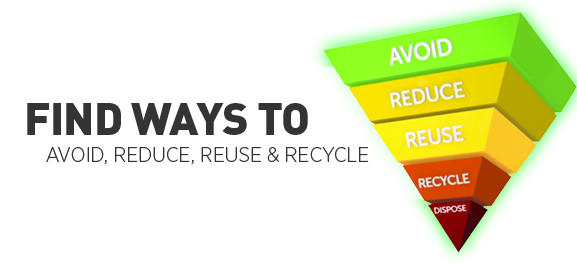 FIND WAYS TO
AVOID, REDUCE, REUSE & RECYCLE
AVOID
REDUCE
REUSE
RECYCLE
DISPOSE